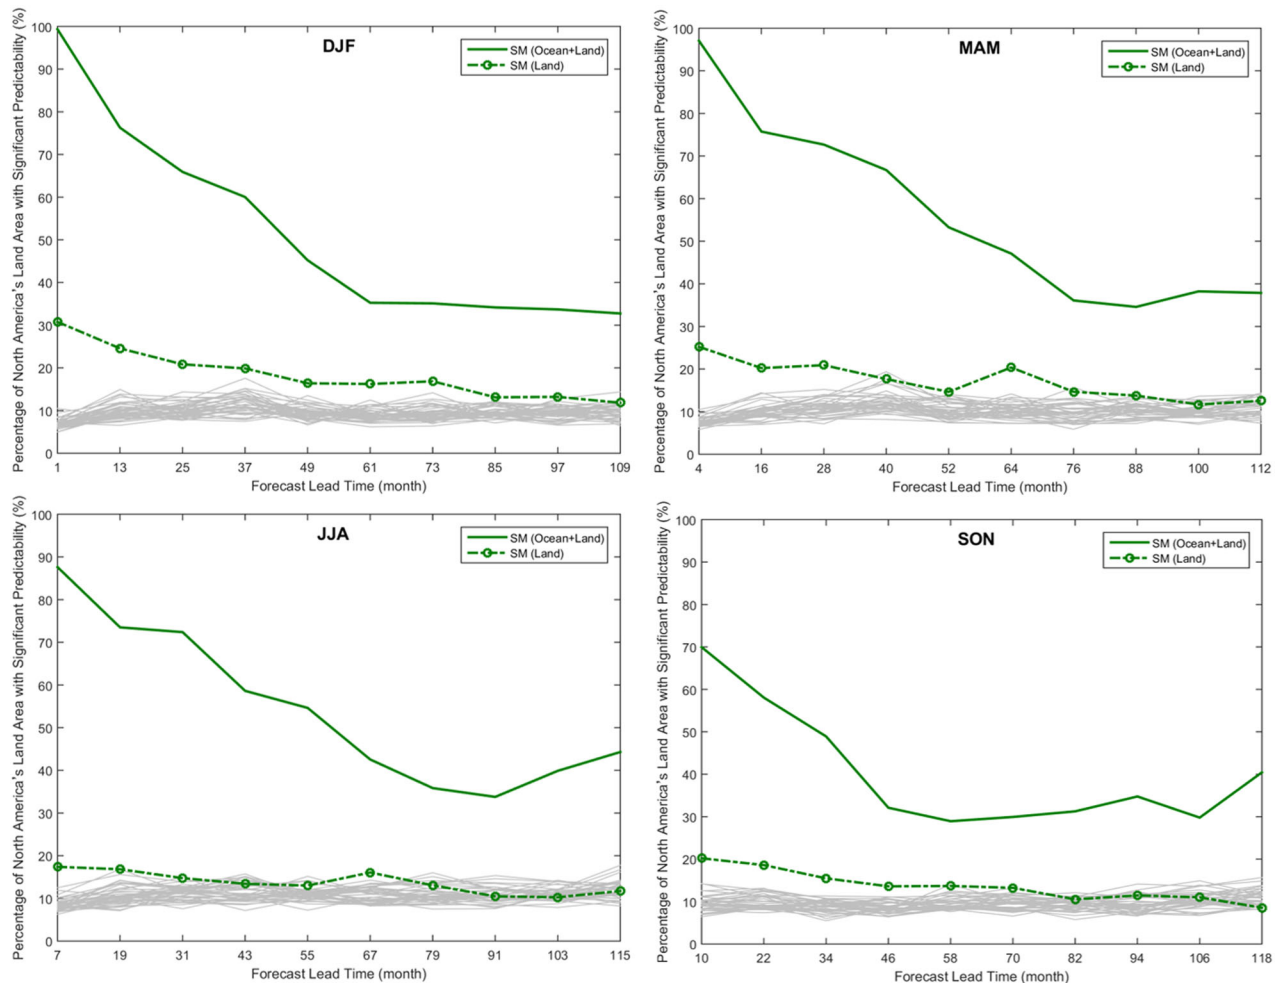 DJF
SM (Ocean+Land)
SM (Land)
Percentage of North America's Land Area with Significant Predictability (%)
100
90
80
70
60
50
40
30
20
10
0
1 13 25 37 49 61 73 85 97 109
Forecast Lead Time (month)
MAM
SM (Ocean+Land)
SM (Land)
Percentage of North America's Land Area with Significant Predictability (%)
100
90
80
70
60
50
40
30
20
10
0
4 16 28 40 52 64 76 88 100 112
Forecast Lead Time (month)
JJA
SM (Ocean+Land)
SM (Land)
Percentage of North America's Land Area with Significant Predictability (%)
100
90
80
70
60
50
40
30
20
10
0
7 19 31 43 55 67 79 91 103 115
Forecast Lead Time (month)
SON
SM (Ocean+Land)
SM (Land)
Percentage of North America's Land Area with Significant Predictability (%)
100
90
80
70
60
50
40
30
20
10
0
10 22 34 46 58 70 82 94 106 118
Forecast Lead Time (month)